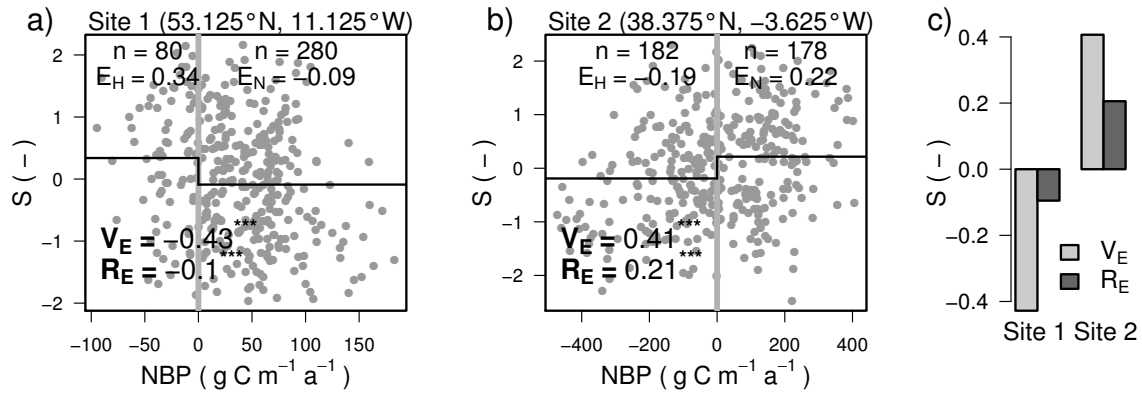 a) Site 1 (53.125°N, 11.125°W)
n = 80 n = 280
E_H = 0.34 E_N = −0.09
2
1
0
−1
−2
S ( − )
V_E = −0.43***
R_E = −0.1***
−100 −50 0 50 100 150
NBP ( g C m⁻¹ a⁻¹ )
b) Site 2 (38.375°N, −3.625°W)
n = 182 n = 178
E_H = −0.19 E_N = 0.22
2
1
0
−1
−2
S ( − )
V_E = 0.41***
R_E = 0.21***
−400 −200 0 200 400
NBP ( g C m⁻¹ a⁻¹ )
c)
0.4
0.2
0.0
−0.2
−0.4
S ( − )
V_E
R_E
Site 1 Site 2